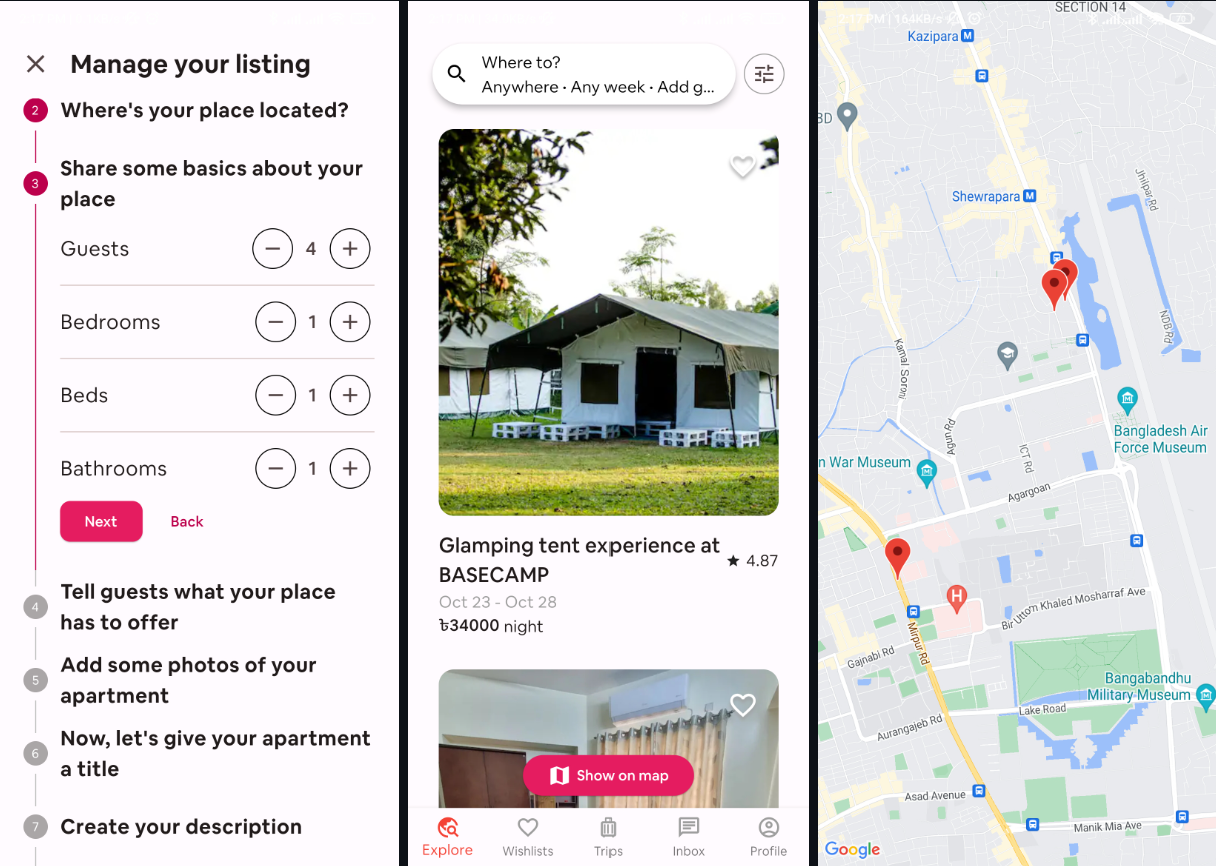 Manage your listing
2
Where's your place located?
3
Share some basics about your
place
Guests
4
Bedrooms
1
Beds
1
Bathrooms
1
Next
Back
4
Tell guests what your place
has to offer
5
Add some photos of your
apartment
6
Now, let's give your apartment
a title
7
Create your description
Where to?
Anywhere · Any week · Add g...
Glamping tent experience at
BASECAMP
★ 4.87
Oct 23 - Oct 28
৳34000 night
Show on map
Explore
Wishlists
Trips
Inbox
Profile
SECTION 14
2:37 PM | 164KB/s
Kazipara M
BD
Shewrapara M
Jhilpar Rd
NDB Rd
Kamal Soroni
Bangladesh Air
Force Museum
Agun Rd
ICT Rd
n War Museum
Agargoan
H
Bir Uttom Khaled Mosharraf Ave
Mirpur Rd
Gajnabi Rd
Bangabandhu
Military Museum
Lake Road
Aurangajeb Rd
Asad Avenue
Manik Mia Ave
Google